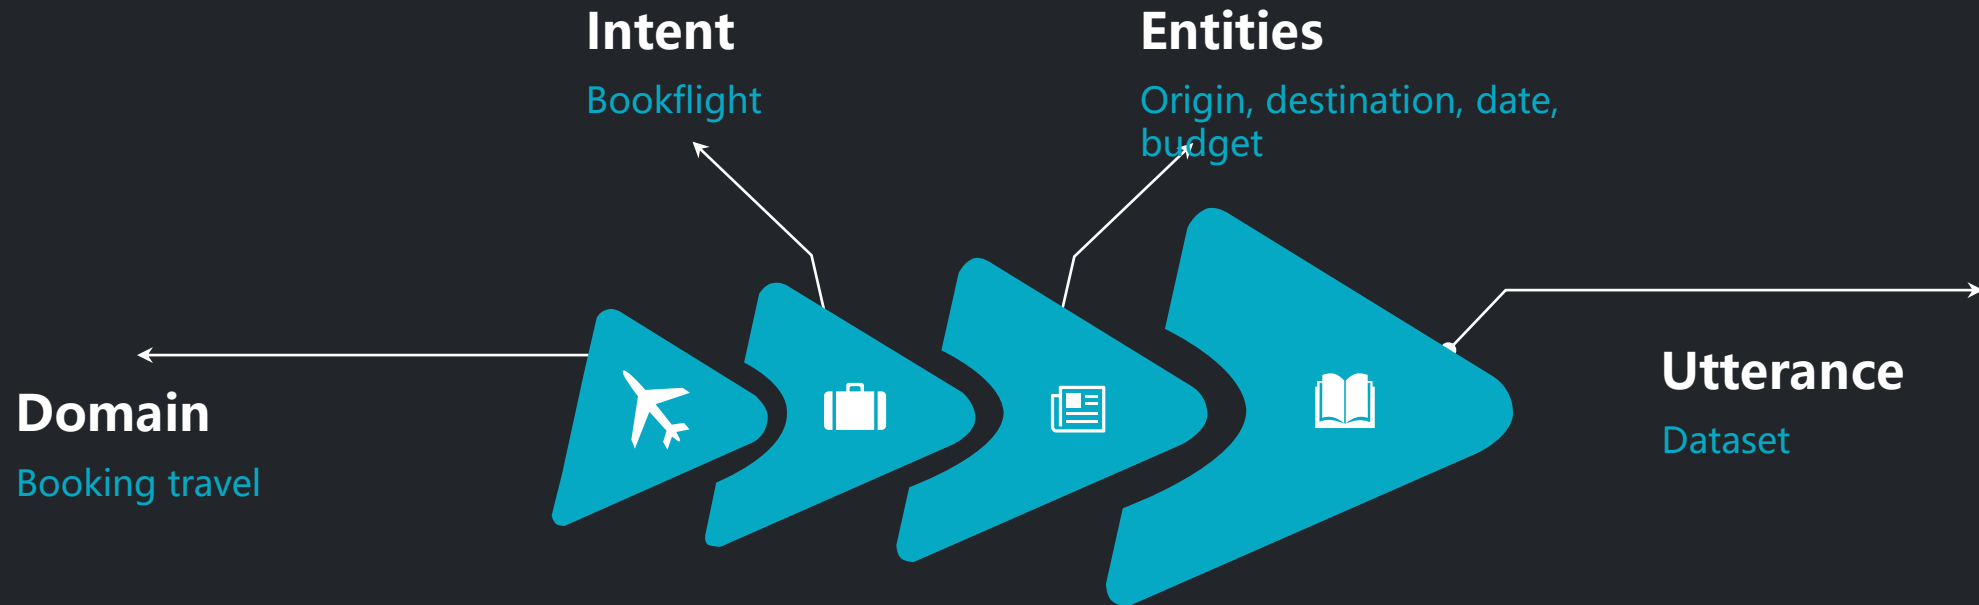 Intent
Bookflight
Entities
Origin, destination, date,
budget
Domain
Booking travel
Utterance
Dataset